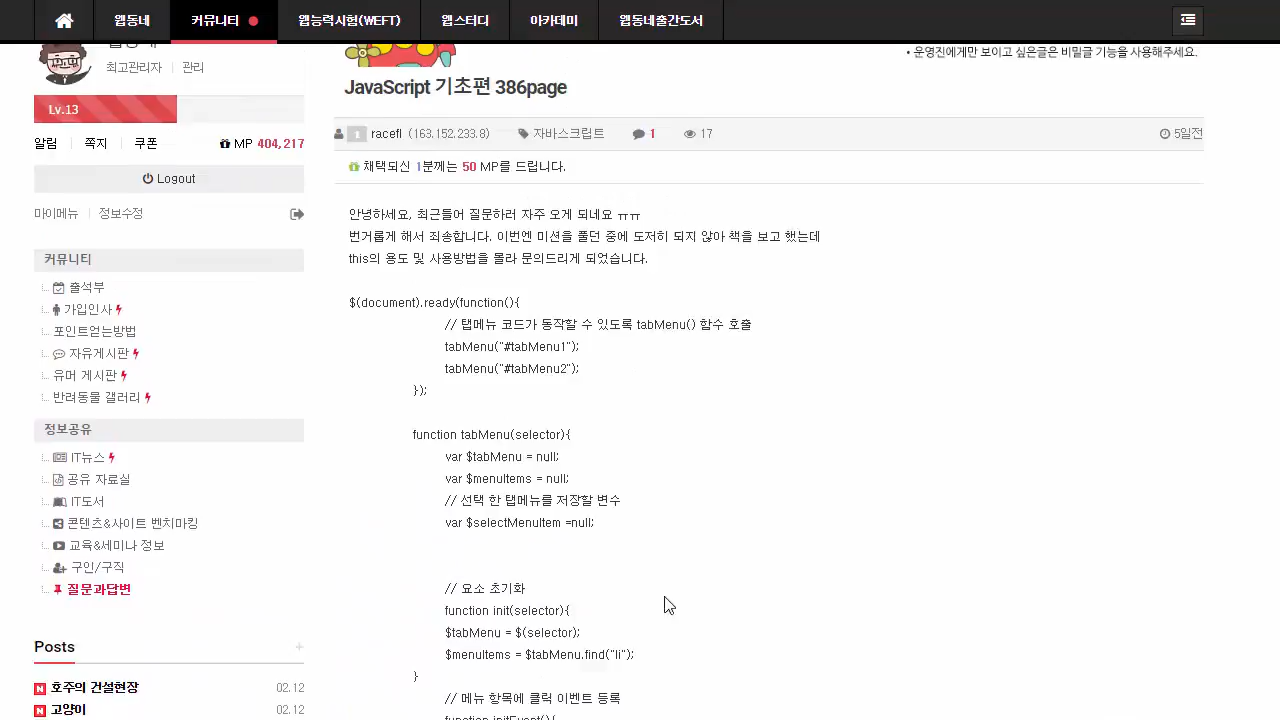 웹동네
커뮤니티
웹능력시험(WEFT)
웹스터디
아카데미
웹동네출간도서
최고관리자
관리
Lv.13
알림
쪽지
쿠폰
MP 404,217
Logout
마이메뉴
정보수정
커뮤니티
출석부
가입인사
포인트얻는방법
자유게시판
유머 게시판
반려동물 갤러리
정보공유
IT뉴스
공유 자료실
IT도서
콘텐츠&사이트 벤치마킹
교육&세미나 정보
구인/구직
질문과답변
Posts +
N 호주의 건설현장 02.12
N 고양이 02.12
• 운영진에게만 보이고 싶은글은 비밀글 기능을 사용해주세요.
JavaScript 기초편 386page
1 racefl (163.152.233.8) 자바스크립트 1 17 5일전
채택되신 1분께는 50 MP를 드립니다.
안녕하세요, 최근들어 질문하러 자주 오게 되네요 ㅠㅠ
번거롭게 해서 죄송합니다. 이번엔 미션을 풀던 중에 도저히 되지 않아 책을 보고 했는데
this의 용도 및 사용방법을 몰라 문의드리게 되었습니다.
$(document).ready(function(){
// 탭메뉴 코드가 동작할 수 있도록 tabMenu() 함수 호출
tabMenu("#tabMenu1");
tabMenu("#tabMenu2");
});
function tabMenu(selector){
var $tabMenu = null;
var $menuItems = null;
// 선택 한 탭메뉴를 저장할 변수
var $selectMenuItem =null;
// 요소 초기화
function init(selector){
$tabMenu = $(selector);
$menuItems = $tabMenu.find("li");
}
// 메뉴 항목에 클릭 이벤트 등록
function initEvent(){